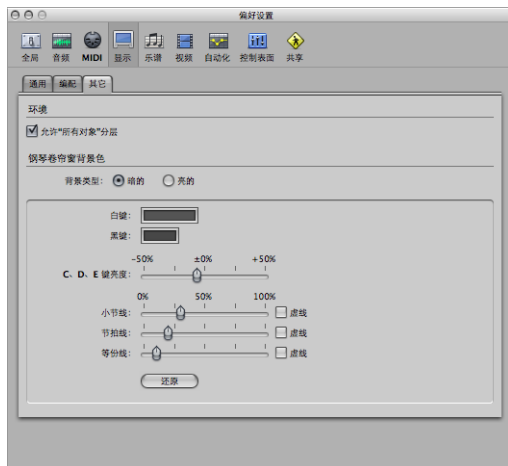 偏好设置
全局 音频 MIDI 显示 乐谱 视频 自动化 控制表面 共享
通用 编配 其它
环境
允许“所有对象”分层
钢琴卷帘窗背景色
背景类型: 暗的 亮的
白键:
黑键:
-50% ±0% +50%
C、D、E 键亮度:
0% 50% 100%
小节线: 虚线
节拍线: 虚线
等份线: 虚线
还原